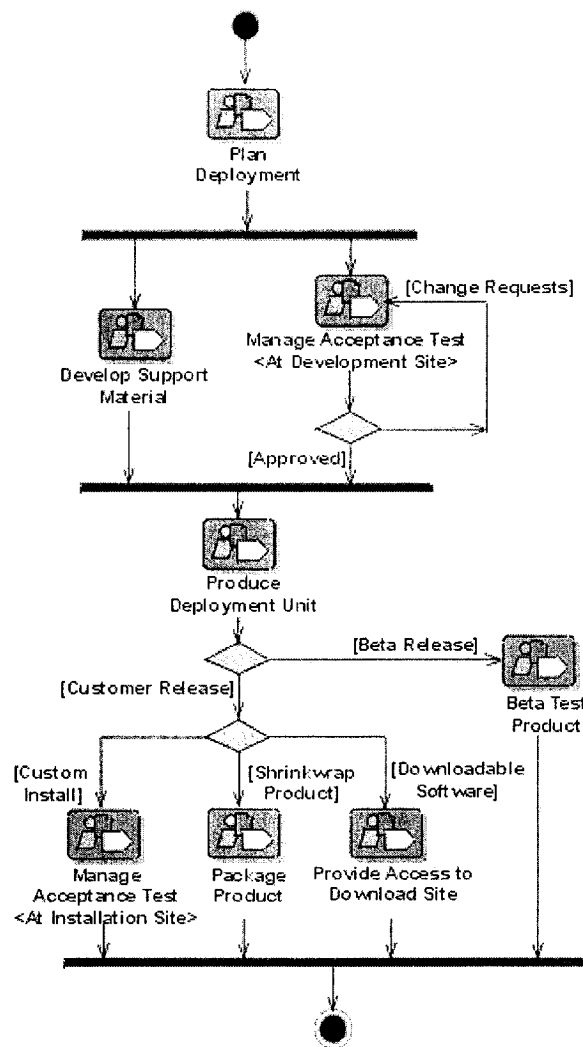 Plan
Deployment
[Change Requests]
Manage Acceptance Test
<At Development Site>
Develop Support
Material
[Approved]
Produce
Deployment Unit
[Beta Release]
[Customer Release]
Beta Test
Product
[Custom
Install]
[Shrinkwrap
Product]
[Downloadable
Software]
Manage
Acceptance Test
<At Installation Site>
Package
Product
Provide Access to
Download Site